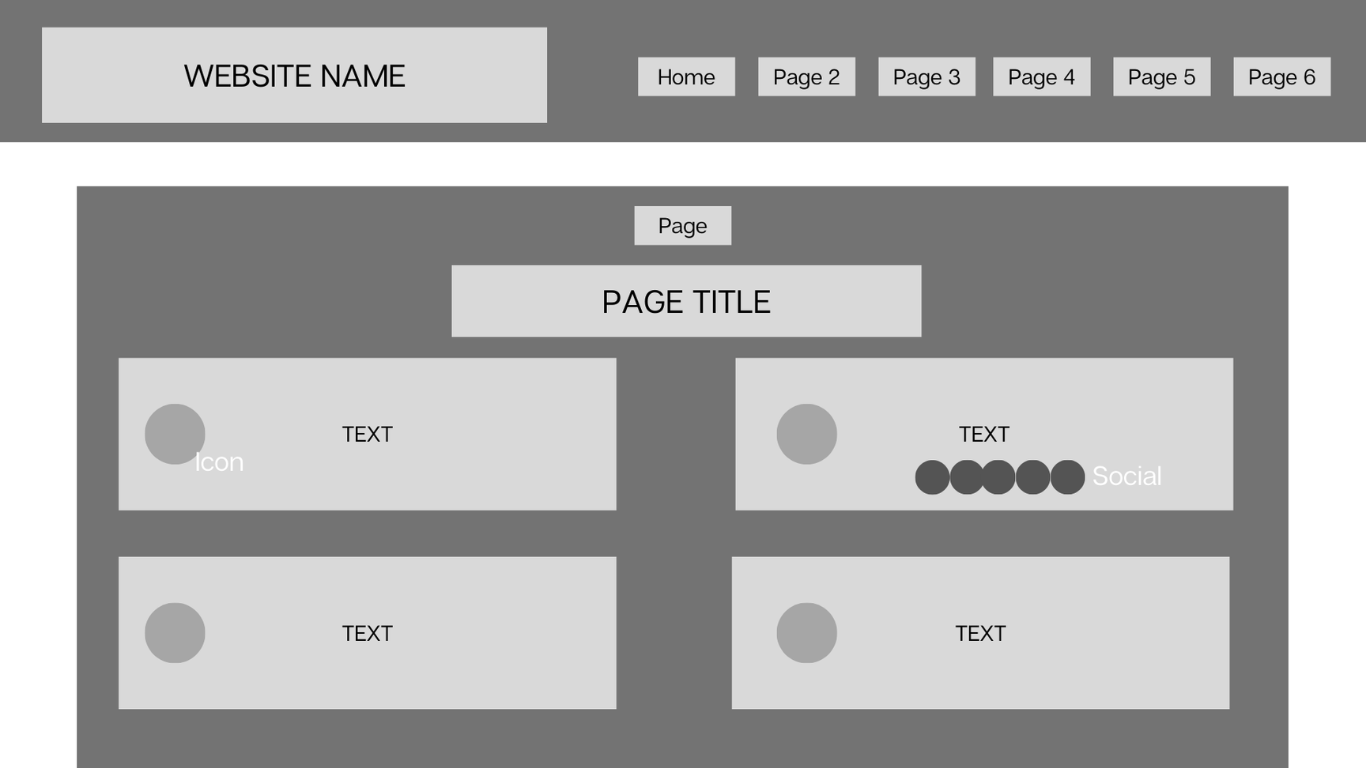 WEBSITE NAME
Home
Page 2
Page 3
Page 4
Page 5
Page 6
Page
PAGE TITLE
TEXT
Icon
TEXT
Social
TEXT
TEXT